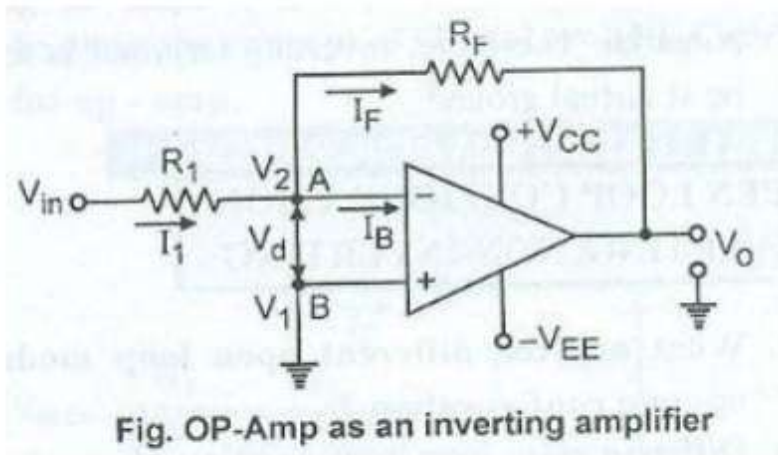 R_F
I_F
+V_CC
R_1
V_2 A
V_in
I_1
V_d
I_B
V_o
V_1 B
+
-V_EE
Fig. OP-Amp as an inverting amplifier